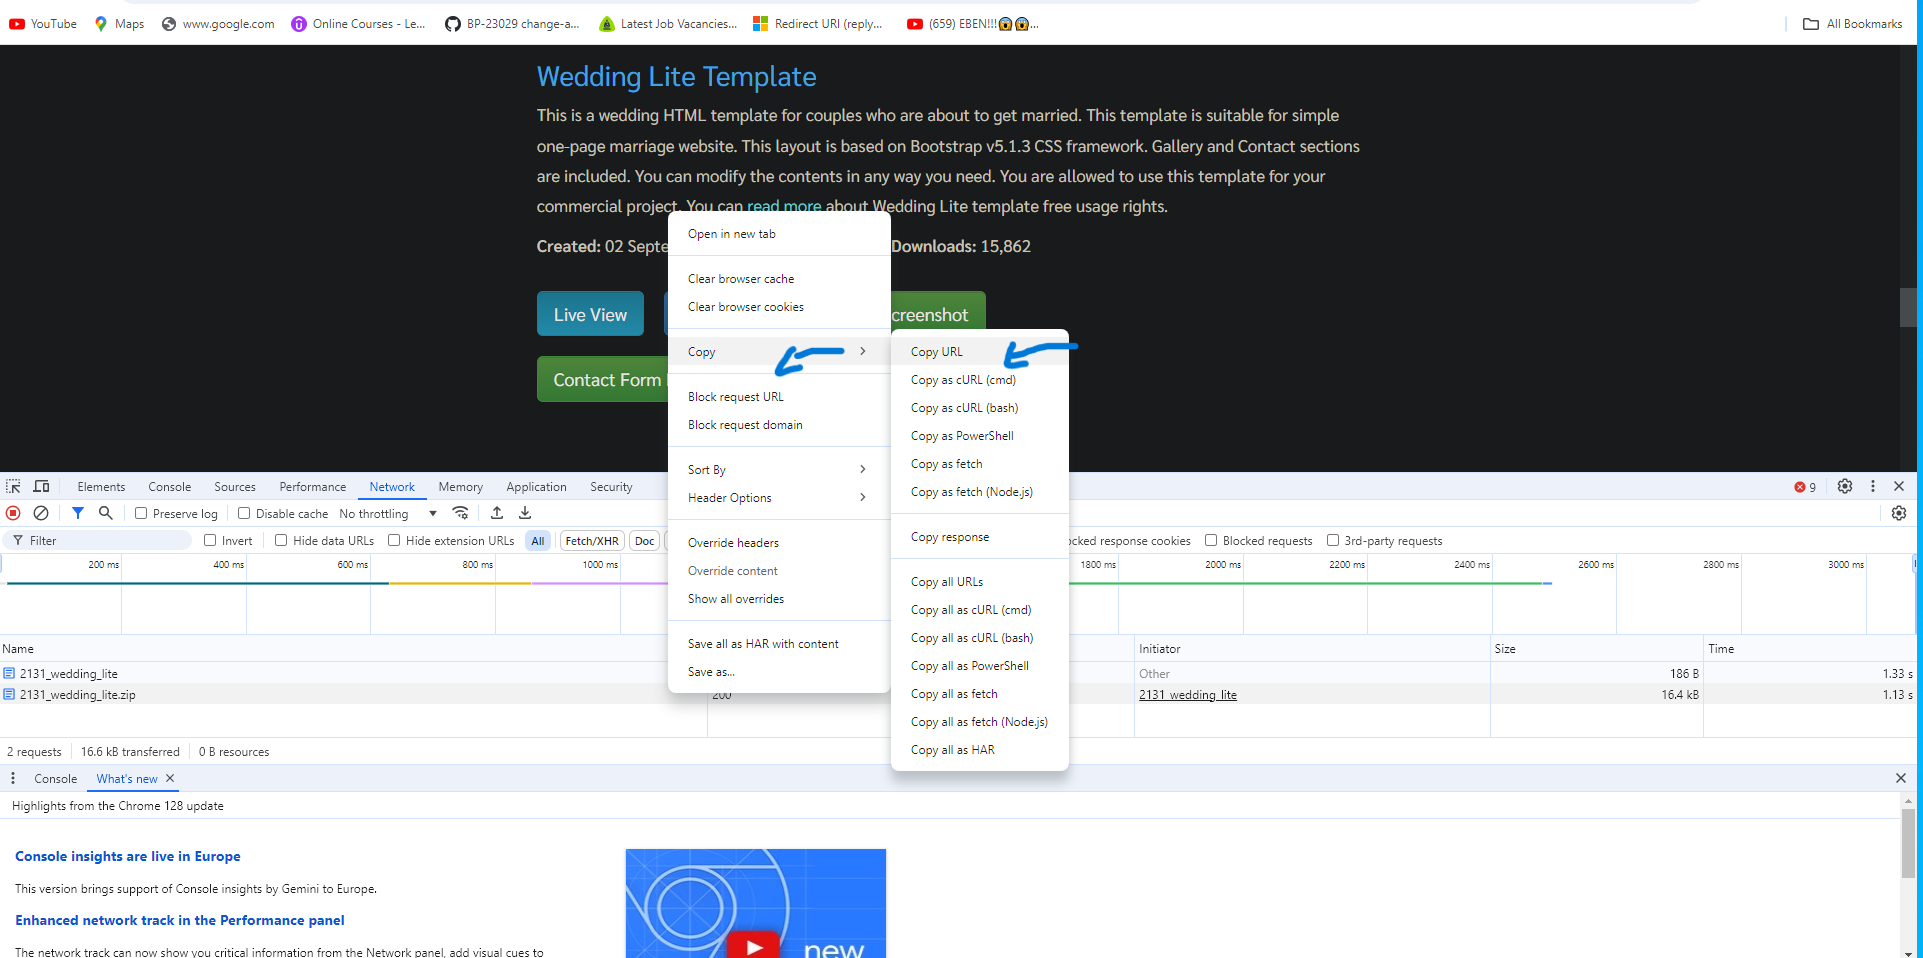 YouTube
Maps
www.google.com
Online Courses - Le...
BP-23029 change-a...
Latest Job Vacancies...
Redirect URI (reply...
(659) EBEN!!!😱😱...
All Bookmarks
Wedding Lite Template
This is a wedding HTML template for couples who are about to get married. This template is suitable for simple
one-page marriage website. This layout is based on Bootstrap v5.1.3 CSS framework. Gallery and Contact sections
are included. You can modify the contents in any way you need. You are allowed to use this template for your
commercial project. You can read more about Wedding Lite template free usage rights.
Created: 02 Septe
Downloads: 15,862
Live View
creenshot
Contact Form
Open in new tab
Clear browser cache
Clear browser cookies
Copy
Block request URL
Block request domain
Sort By
Header Options
Override headers
Override content
Show all overrides
Save all as HAR with content
Save as...
Copy URL
Copy as cURL (cmd)
Copy as cURL (bash)
Copy as PowerShell
Copy as fetch
Copy as fetch (Node.js)
Copy response
Copy all URLs
Copy all as cURL (cmd)
Copy all as cURL (bash)
Copy all as PowerShell
Copy all as fetch
Copy all as fetch (Node.js)
Copy all as HAR
Elements
Console
Sources
Performance
Network
Memory
Application
Security
9
Preserve log
Disable cache
No throttling
Filter
Invert
Hide data URLs
Hide extension URLs
All
Fetch/XHR
Doc
ocked response cookies
Blocked requests
3rd-party requests
200 ms
400 ms
600 ms
800 ms
1000 ms
1800 ms
2000 ms
2200 ms
2400 ms
2600 ms
2800 ms
3000 ms
Name
Initiator
Size
Time
2131_wedding_lite
Other
186 B
1.33 s
2131_wedding_lite.zip
200
2131_wedding_lite
16.4 kB
1.13 s
2 requests
16.6 kB transferred
0 B resources
Console
What's new
Highlights from the Chrome 128 update
Console insights are live in Europe
This version brings support of Console insights by Gemini to Europe.
Enhanced network track in the Performance panel
The network track can now show you critical information from the Network panel, add visual cues to
new